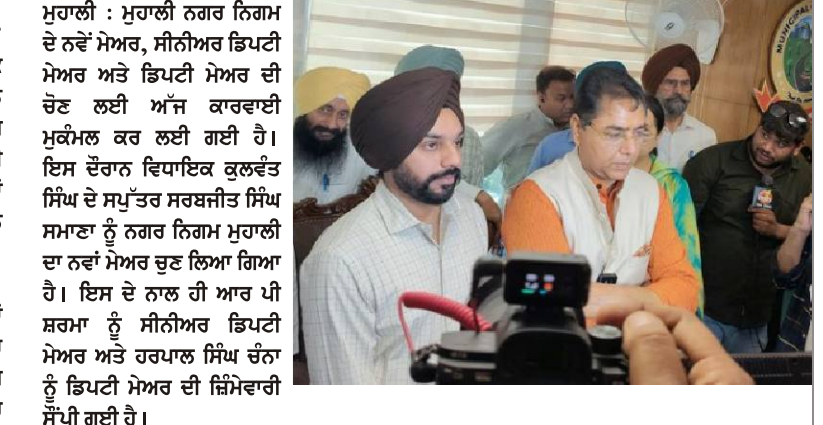 ਮੁਹਾਲੀ : ਮੁਹਾਲੀ ਨਗਰ ਨਿਗਮ
ਦੇ ਨਵੇਂ ਮੇਅਰ, ਸੀਨੀਅਰ ਡਿਪਟੀ
ਮੇਅਰ ਅਤੇ ਡਿਪਟੀ ਮੇਅਰ ਦੀ
ਚੋਣ ਲਈ ਅੱਜ ਕਾਰਵਾਈ
ਮੁਕੰਮਲ ਕਰ ਲਈ ਗਈ ਹੈ।
ਇਸ ਦੌਰਾਨ ਵਿਧਾਇਕ ਕੁਲਵੰਤ
ਸਿੰਘ ਦੇ ਸਪੁੱਤਰ ਸਰਬਜੀਤ ਸਿੰਘ
ਸਮਾਣਾ ਨੂੰ ਨਗਰ ਨਿਗਮ ਮੁਹਾਲੀ
ਦਾ ਨਵਾਂ ਮੇਅਰ ਚੁਣ ਲਿਆ ਗਿਆ
ਹੈ। ਇਸ ਦੇ ਨਾਲ ਹੀ ਆਰ ਪੀ
ਸ਼ਰਮਾ ਨੂੰ ਸੀਨੀਅਰ ਡਿਪਟੀ
ਮੇਅਰ ਅਤੇ ਹਰਪਾਲ ਸਿੰਘ ਚੰਨਾ
ਨੂੰ ਡਿਪਟੀ ਮੇਅਰ ਦੀ ਜ਼ਿੰਮੇਵਾਰੀ
ਸੌਂਪੀ ਗਈ ਹੈ।